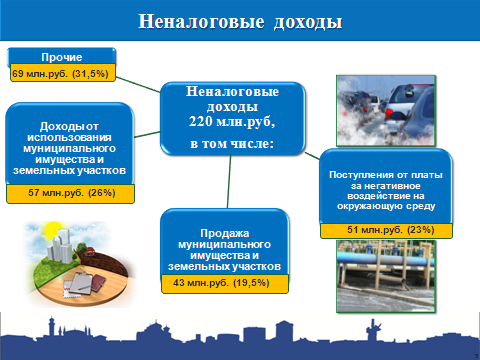 Неналоговые доходы
Прочие
69 млн.руб. (31,5%)
Неналоговые
доходы
220 млн.руб,
в том числе:
Доходы от
использования
муниципального
имущества и
земельных участков
57 млн.руб. (26%)
Продажа
муниципального
имущества и
земельных участков
43 млн.руб. (19,5%)
Поступления от платы
за негативное
воздействие на
окружающую среду
51 млн.руб. (23%)